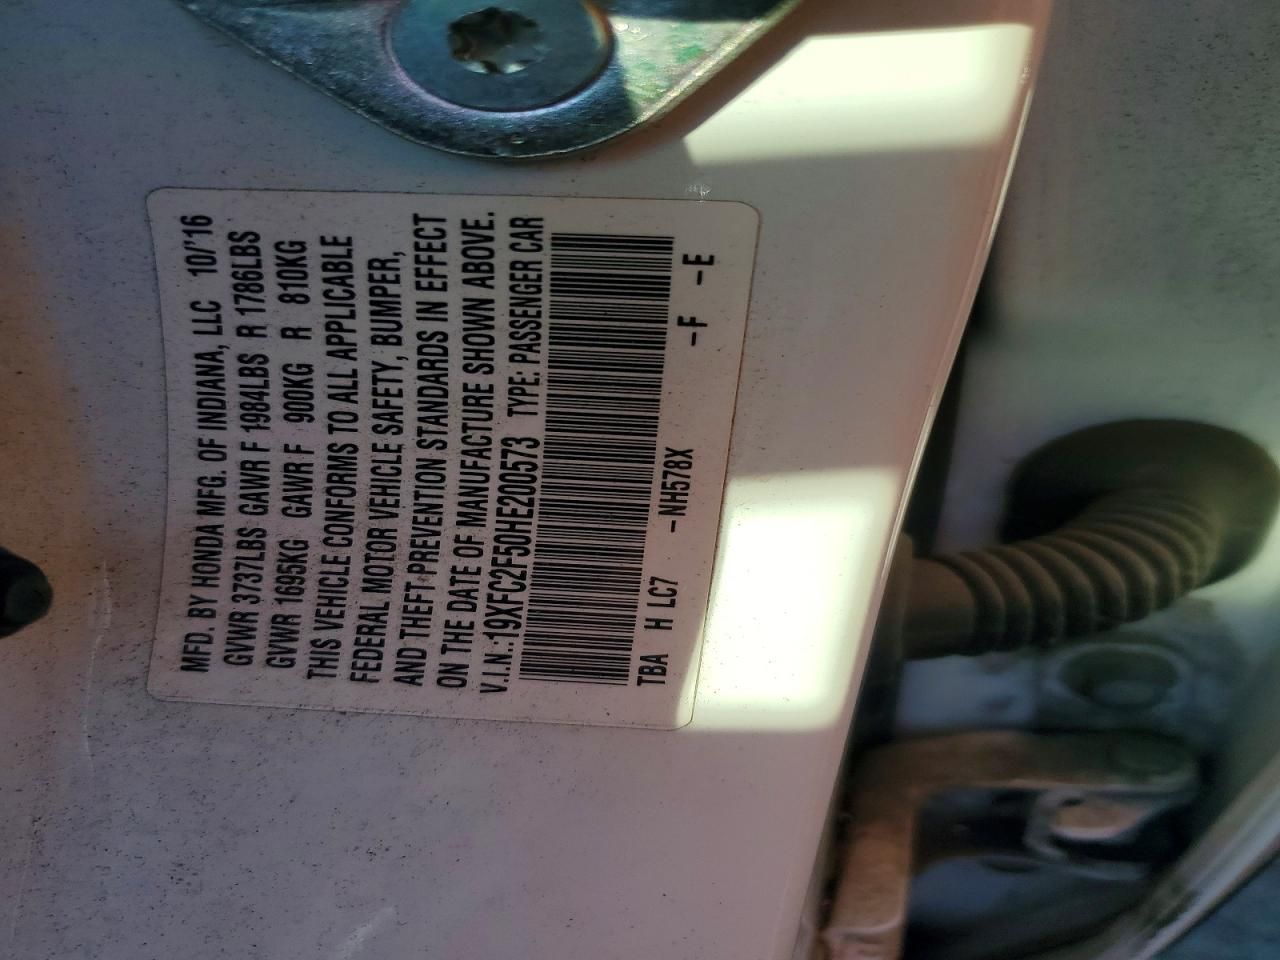 MFD. BY HONDA MFG. OF INDIANA, LLC 10/'16
GVWR 3737LBS GAWR F 1984LBS R 1786LBS
GVWR 1695KG GAWR F 900KG R 810KG
THIS VEHICLE CONFORMS TO ALL APPLICABLE
FEDERAL MOTOR VEHICLE SAFETY, BUMPER,
AND THEFT PREVENTION STANDARDS IN EFFECT
ON THE DATE OF MANUFACTURE SHOWN ABOVE.
V.I.N.:19XFC2F50HE200573 TYPE: PASSENGER CAR
TBA H LC7 -NH578X -F -E